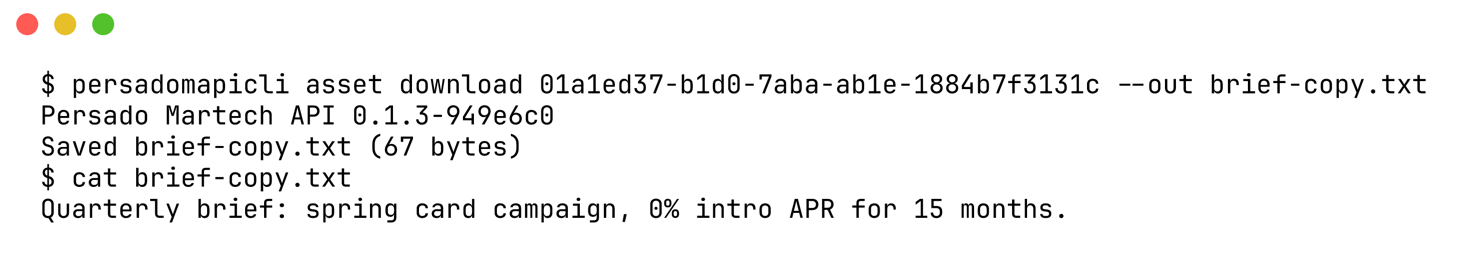 $ persadomapicli asset download 01a1ed37-b1d0-7aba-ab1e-1884b7f3131c --out brief-copy.txt
Persado Martech API 0.1.3-949e6c0
Saved brief-copy.txt (67 bytes)
$ cat brief-copy.txt
Quarterly brief: spring card campaign, 0% intro APR for 15 months.